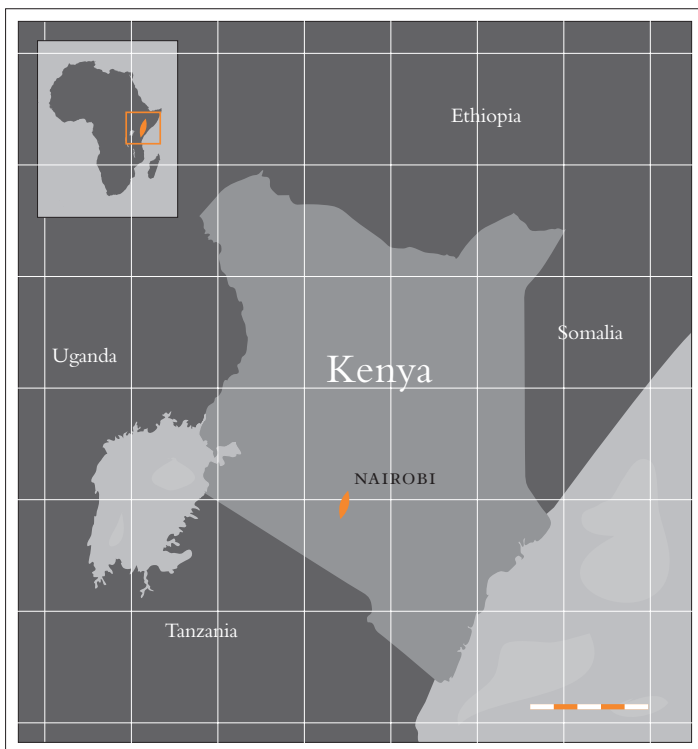 Ethiopia
Somalia
Uganda
Kenya
NAIROBI
Tanzania